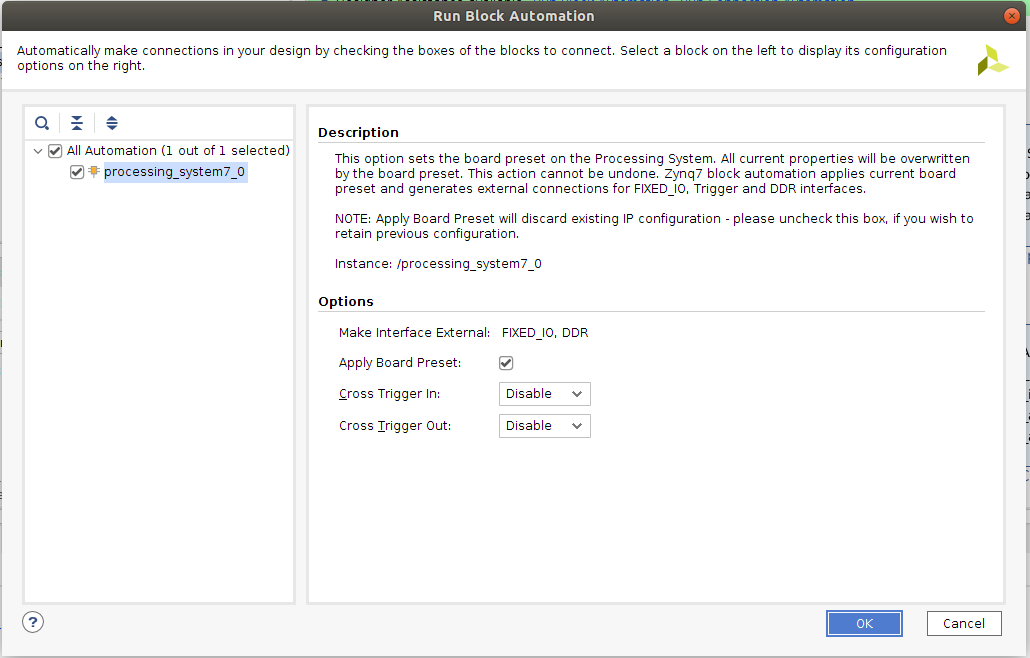 Run Block Automation
Automatically make connections in your design by checking the boxes of the blocks to connect. Select a block on the left to display its configuration
options on the right.
All Automation (1 out of 1 selected)
processing_system7_0
Description
This option sets the board preset on the Processing System. All current properties will be overwritten
by the board preset. This action cannot be undone. Zynq7 block automation applies current board
preset and generates external connections for FIXED_IO, Trigger and DDR interfaces.
NOTE: Apply Board Preset will discard existing IP configuration - please uncheck this box, if you wish to
retain previous configuration.
Instance: /processing_system7_0
Options
Make Interface External: FIXED_IO, DDR
Apply Board Preset:
Cross Trigger In: Disable
Cross Trigger Out: Disable
?
OK Cancel